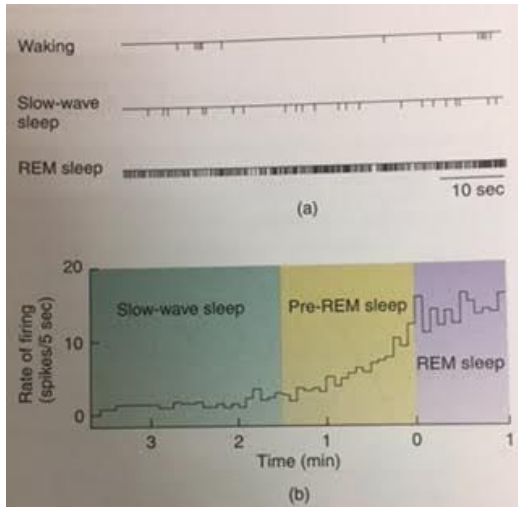 Waking
Slow-wave
sleep
REM sleep
10 sec
(a)
Rate of firing
(spikes/5 sec)
20
10
0
Slow-wave sleep
Pre-REM sleep
REM sleep
3 2 1 0 1
Time (min)
(b)